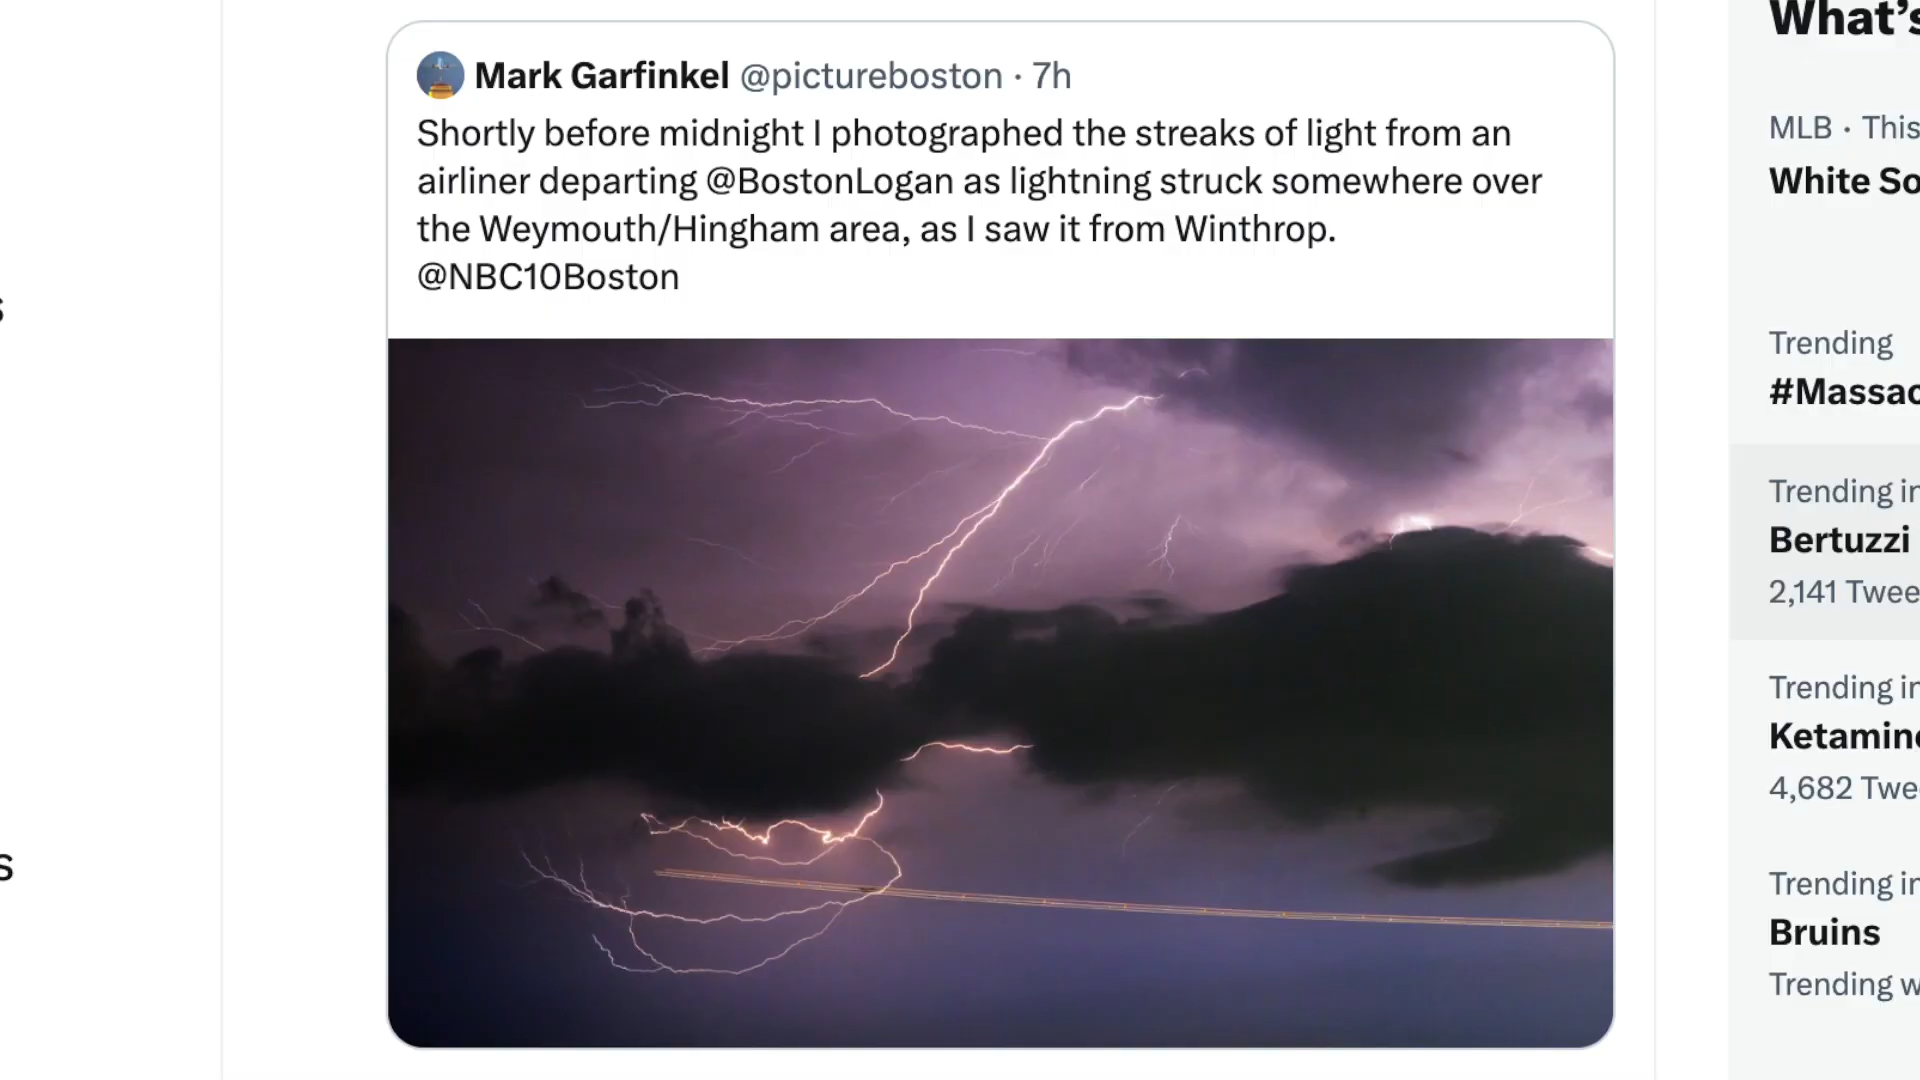 Mark Garfinkel @pictureboston · 7h
Shortly before midnight I photographed the streaks of light from an
airliner departing @BostonLogan as lightning struck somewhere over
the Weymouth/Hingham area, as I saw it from Winthrop.
@NBC10Boston
What's
MLB · This
White So
Trending
#Massac
Trending in
Bertuzzi
2,141 Twee
Trending in
Ketamine
4,682 Twe
Trending in
Bruins
Trending w
s
s